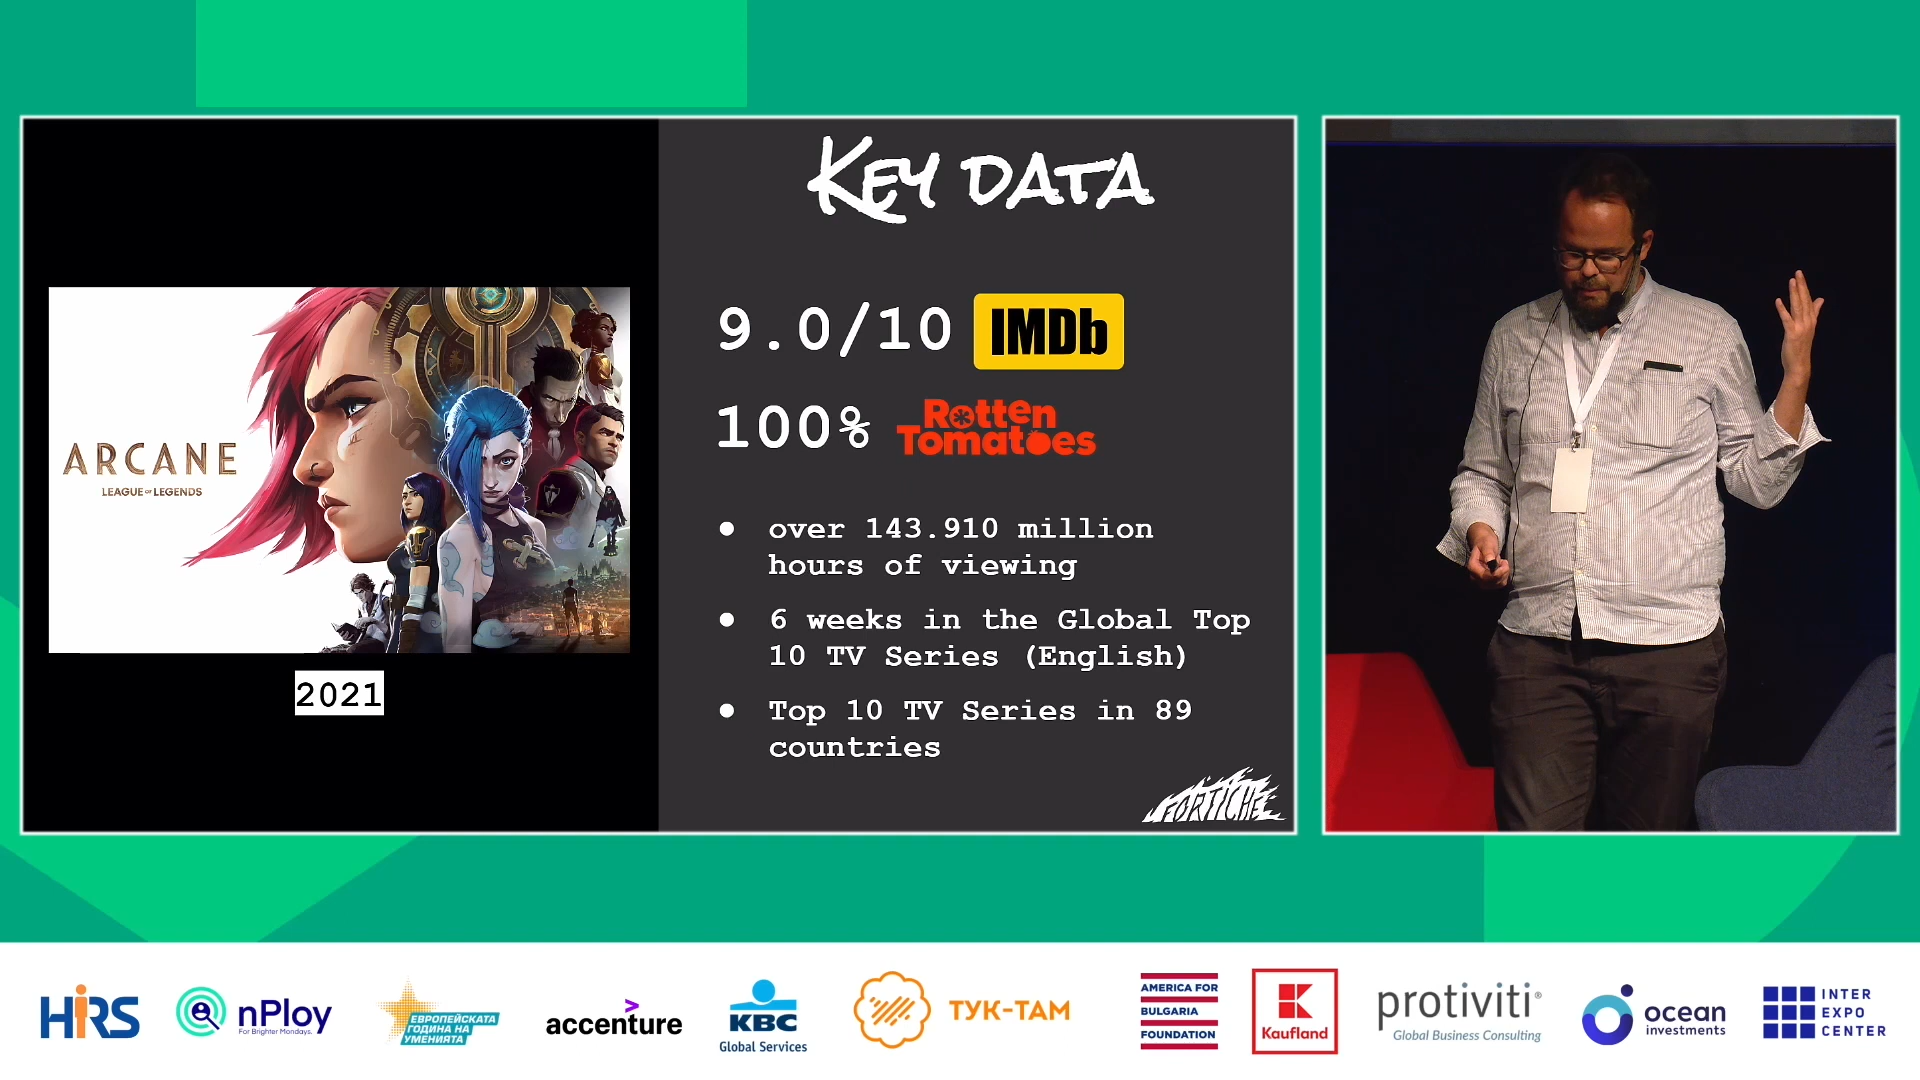 KEY DATA
ARCANE
LEAGUE OF LEGENDS
2021
9.0/10 IMDb
100% Rotten Tomatoes
● over 143.910 million
hours of viewing
● 6 weeks in the Global Top
10 TV Series (English)
● Top 10 TV Series in 89
countries
FORTICHE
HRS
nPloy
For Brighter Mondays.
ЕВРОПЕЙСКАТА
ГОДИНА НА
УМЕНИЯТА
accenture
KBC
Global Services
ТУК-ТАМ
AMERICA FOR
BULGARIA
FOUNDATION
Kaufland
protiviti®
Global Business Consulting
ocean
investments
INTER
EXPO
CENTER